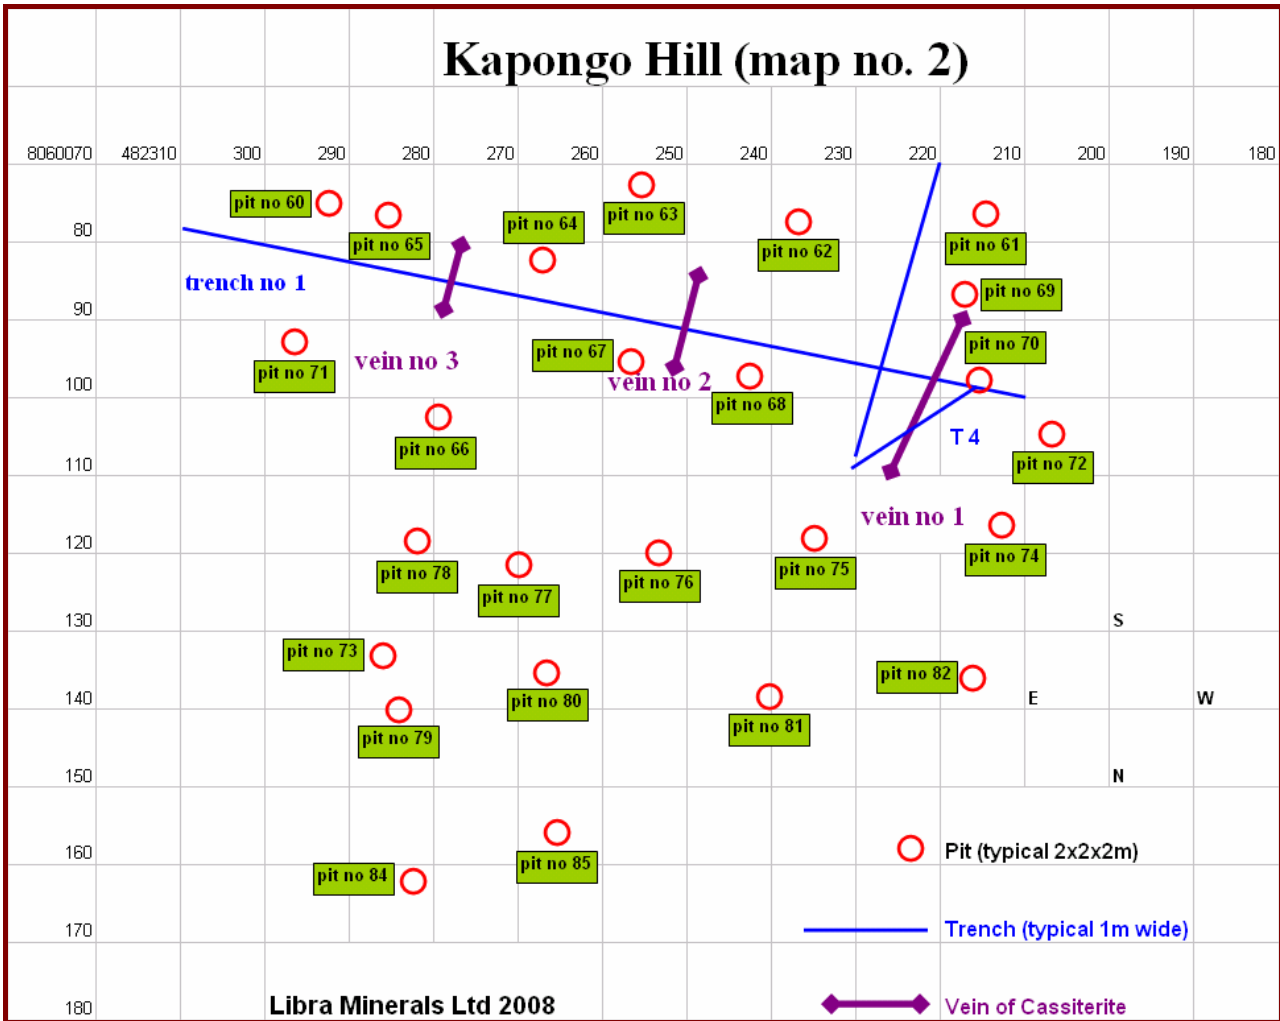 Kapongo Hill (map no. 2)
8060070 482310 300 290 280 270 260 250 240 230 220 210 200 190 180
pit no 60
pit no 65
pit no 64
pit no 63
pit no 62
pit no 61
80
trench no 1
pit no 69
90
vein no 3
pit no 67
pit no 70
pit no 71
vein no 2
100
pit no 68
T 4
pit no 66
pit no 72
110
vein no 1
120
pit no 78
pit no 77
pit no 76
pit no 75
pit no 74
130
S
pit no 73
pit no 82
140
pit no 80
E W
pit no 79
pit no 81
150
N
160
pit no 84
pit no 85
Pit (typical 2x2x2m)
170
Trench (typical 1m wide)
180
Libra Minerals Ltd 2008
Vein of Cassiterite